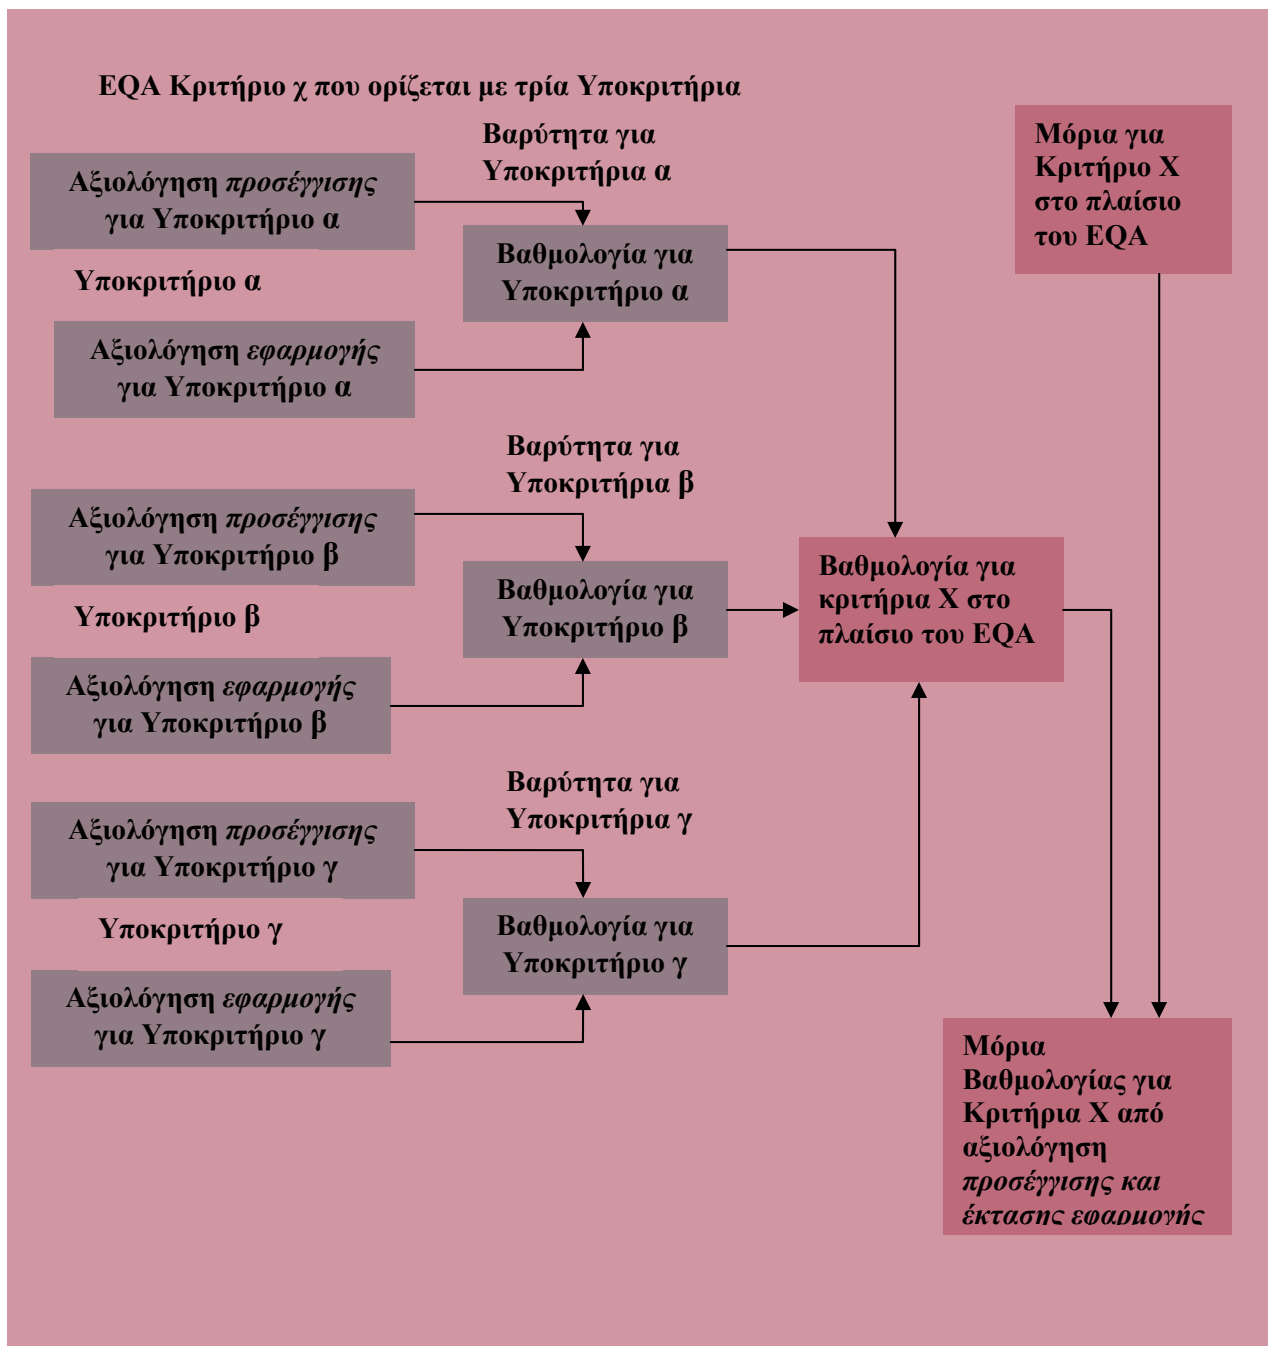 EQA Κριτήριο χ που ορίζεται με τρία Υποκριτήρια
Βαρύτητα για
Υποκριτήρια α
Μόρια για
Κριτήριο Χ
στο πλαίσιο
του EQA
Αξιολόγηση προσέγγισης
για Υποκριτήριο α
Βαθμολογία για
Υποκριτήριο α
Υποκριτήριο α
Αξιολόγηση εφαρμογής
για Υποκριτήριο α
Βαρύτητα για
Υποκριτήρια β
Αξιολόγηση προσέγγισης
για Υποκριτήριο β
Βαθμολογία για
Υποκριτήριο β
Βαθμολογία για
κριτήρια Χ στο
πλαίσιο του EQA
Υποκριτήριο β
Αξιολόγηση εφαρμογής
για Υποκριτήριο β
Βαρύτητα για
Υποκριτήρια γ
Αξιολόγηση προσέγγισης
για Υποκριτήριο γ
Βαθμολογία για
Υποκριτήριο γ
Υποκριτήριο γ
Αξιολόγηση εφαρμογής
για Υποκριτήριο γ
Μόρια
Βαθμολογίας για
Κριτήρια Χ από
αξιολόγηση
προσέγγισης και
έκτασης εφαρμογής